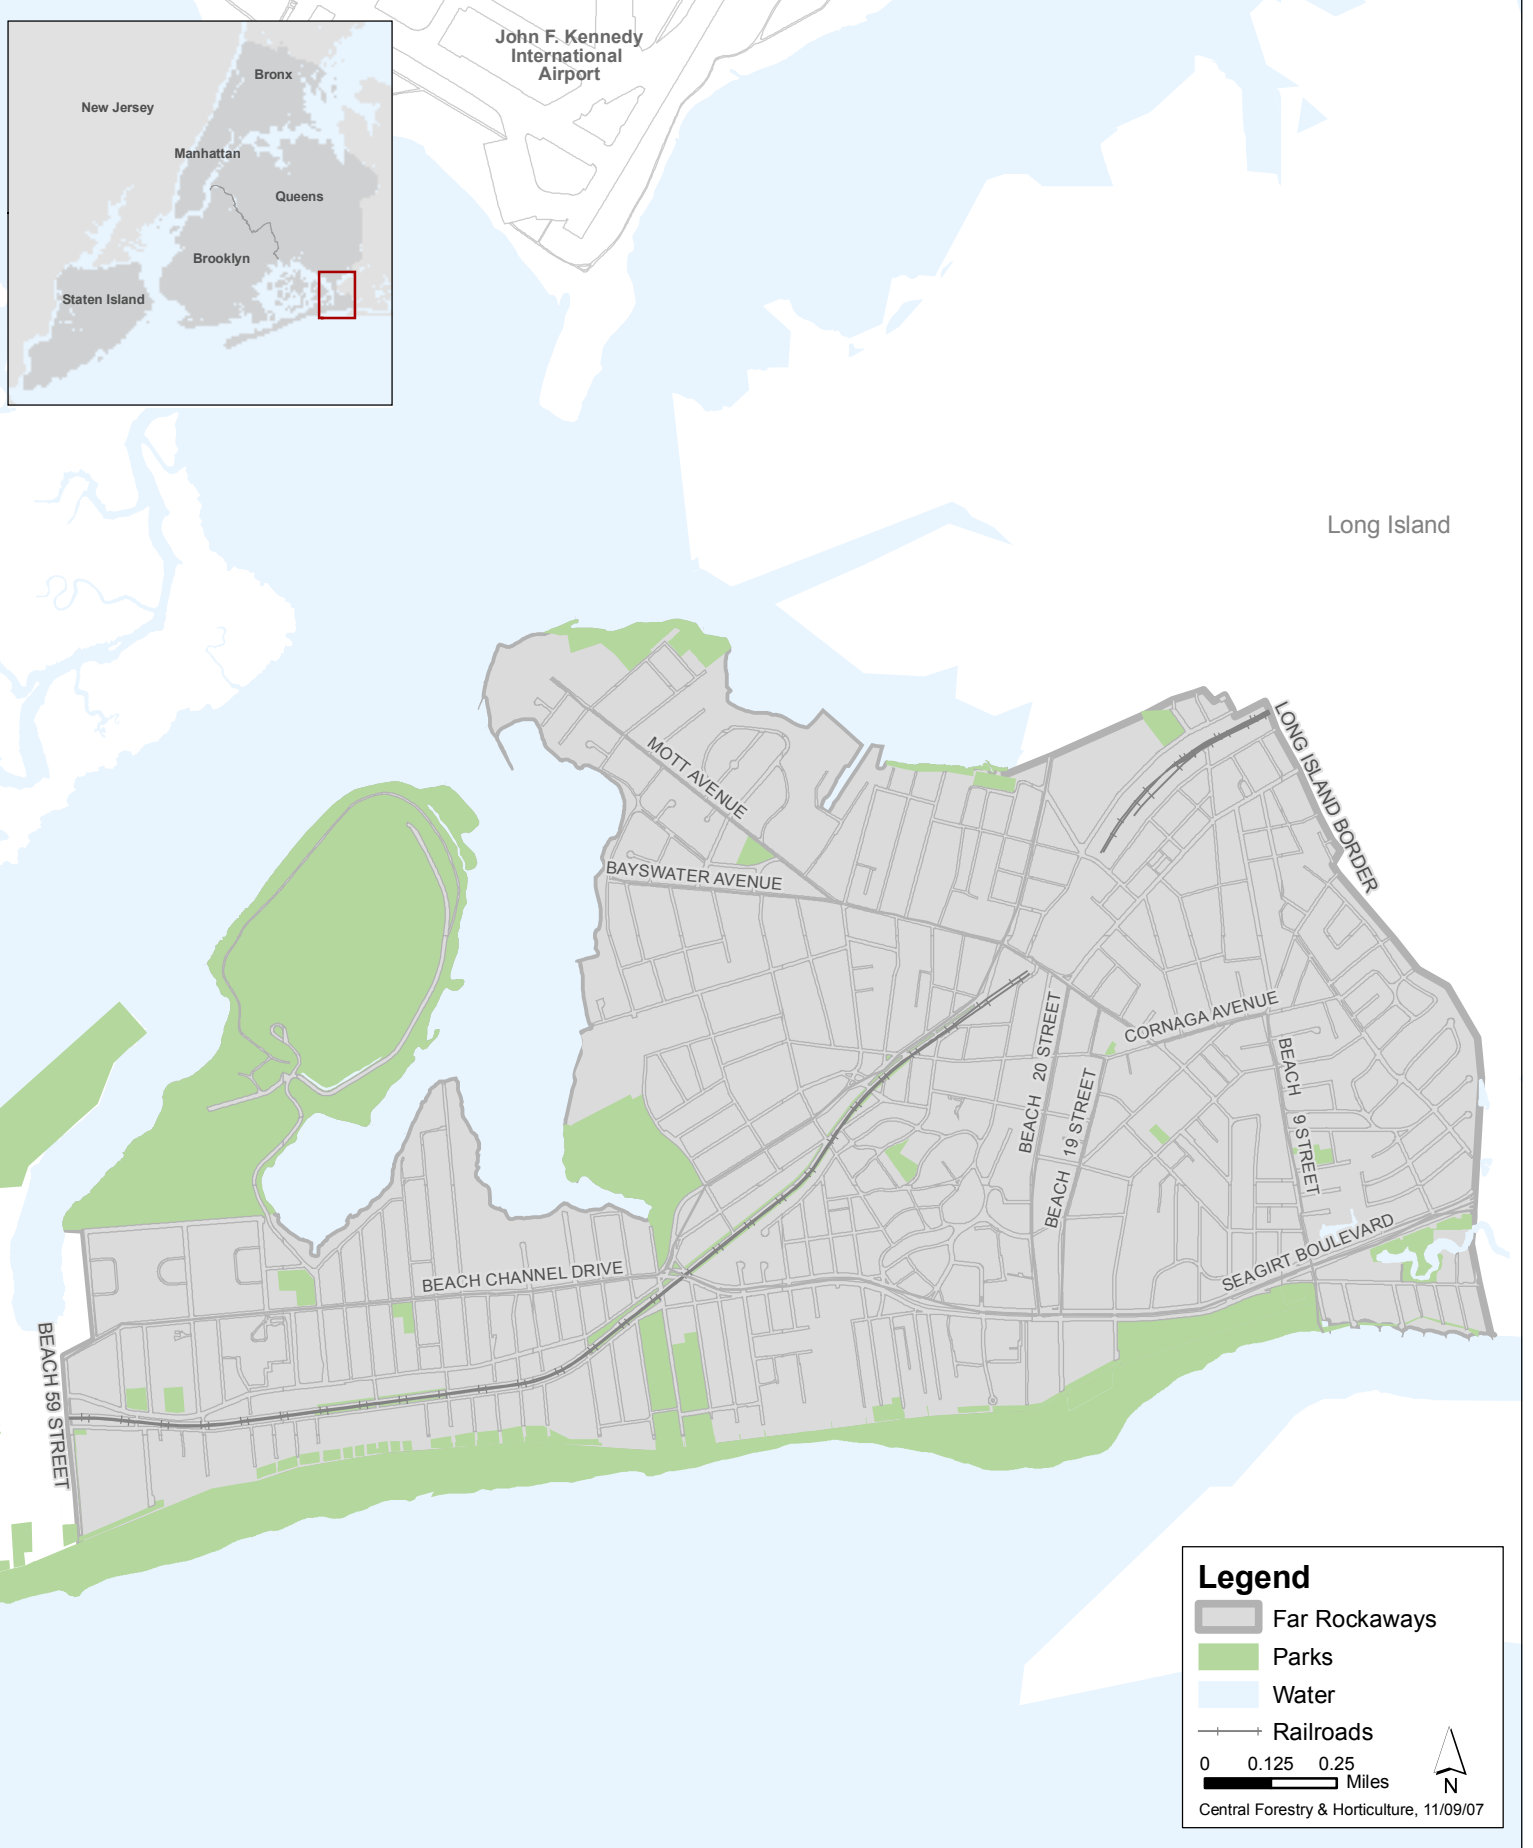 John F. Kennedy
International
Airport
Bronx
New Jersey
Manhattan
Queens
Brooklyn
Staten Island
Long Island
LONG ISLAND BORDER
MOTT AVENUE
BAYSWATER AVENUE
CORNAGA AVENUE
BEACH 20 STREET
BEACH 19 STREET
BEACH 9 STREET
SEAGIRT BOULEVARD
BEACH CHANNEL DRIVE
BEACH 59 STREET
Legend
Far Rockaways
Parks
Water
Railroads
0 0.125 0.25
Miles
N
Central Forestry & Horticulture, 11/09/07